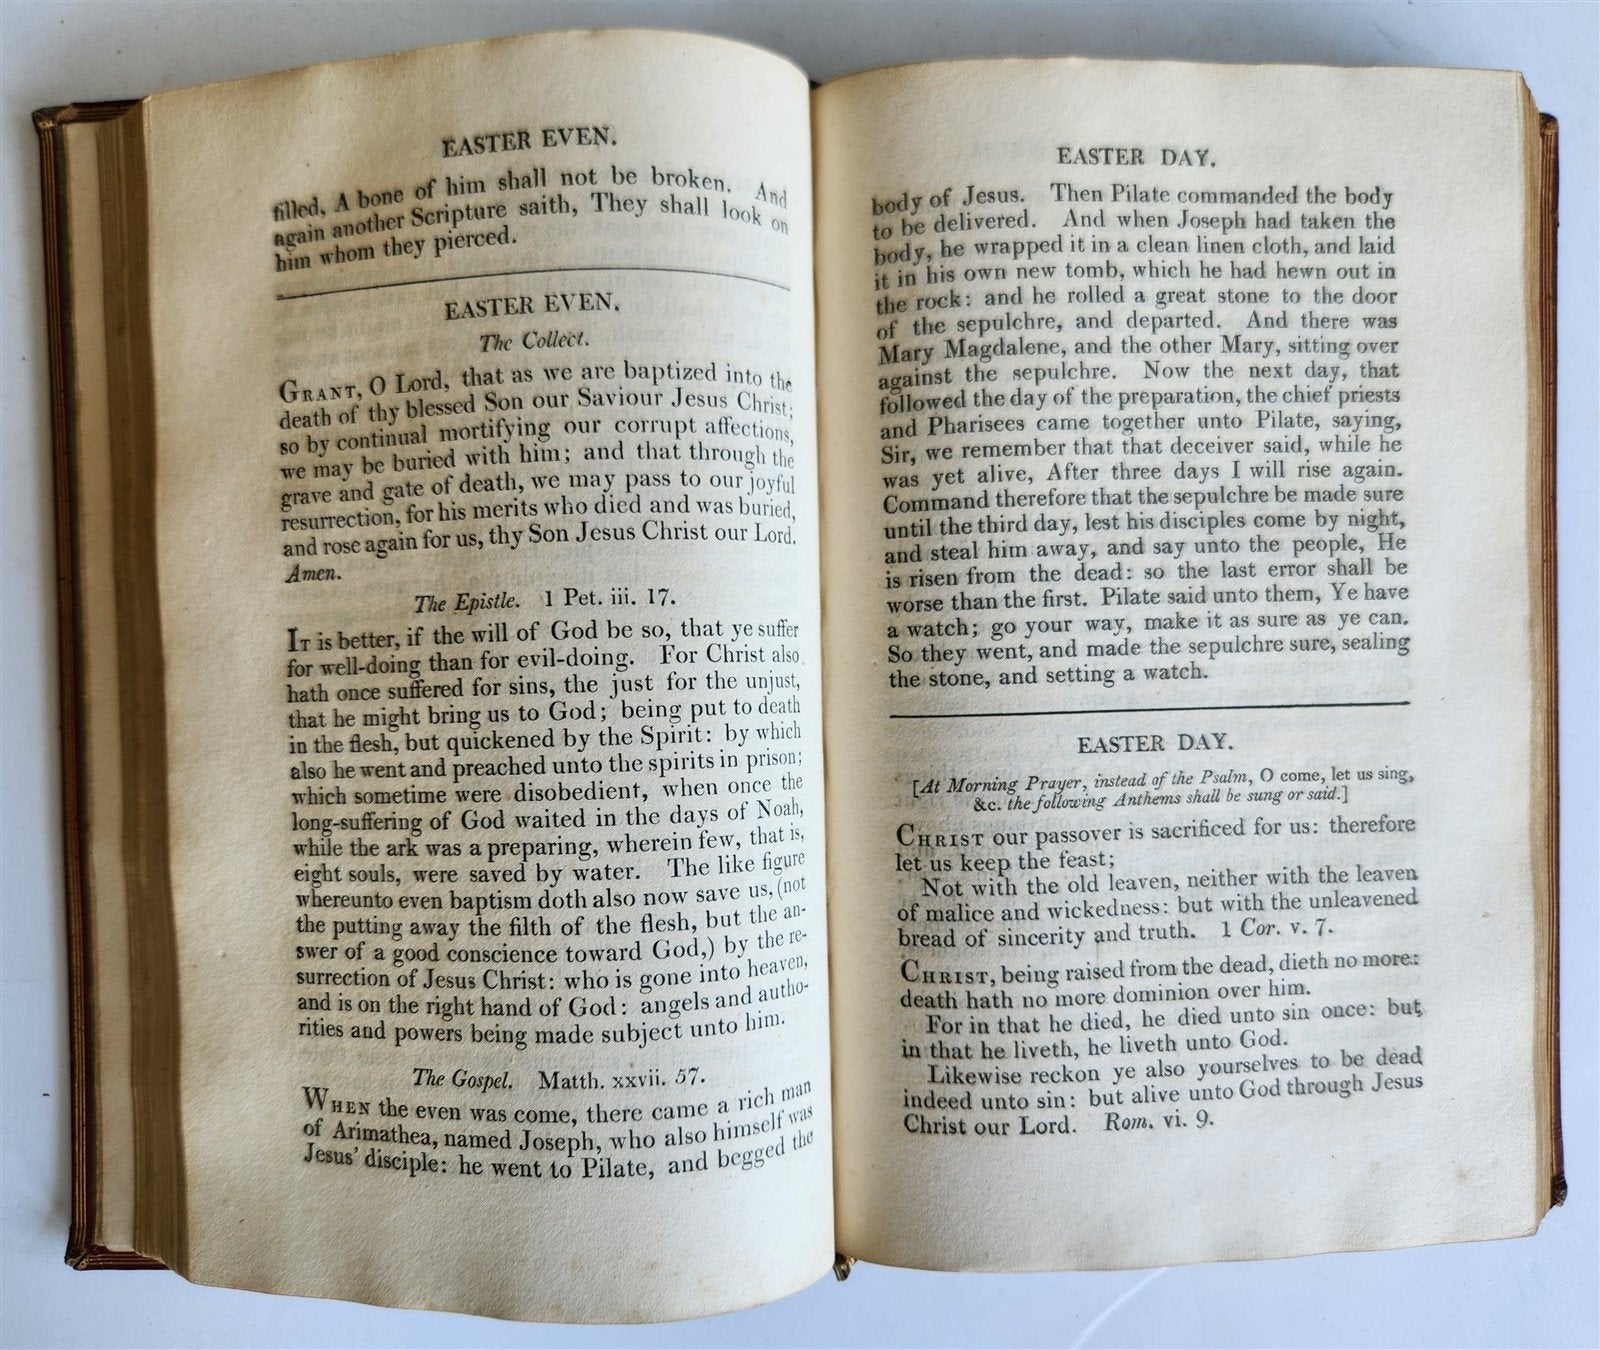 EASTER EVEN.
filled, A bone of him shall not be broken. And
again another Scripture saith, They shall look on
him whom they pierced.
EASTER EVEN.
The Collect.
GRANT, O Lord, that as we are baptized into the
death of thy blessed Son our Saviour Jesus Christ;
so by continual mortifying our corrupt affections,
we may be buried with him; and that through the
grave and gate of death, we may pass to our joyful
resurrection, for his merits who died and was buried,
and rose again for us, thy Son Jesus Christ our Lord.
Amen.
The Epistle. 1 Pet. iii. 17.
IT is better, if the will of God be so, that ye suffer
for well-doing than for evil-doing. For Christ also
hath once suffered for sins, the just for the unjust,
that he might bring us to God; being put to death
in the flesh, but quickened by the Spirit: by which
also he went and preached unto the spirits in prison;
which sometime were disobedient, when once the
long-suffering of God waited in the days of Noah,
while the ark was a preparing, wherein few, that is,
eight souls, were saved by water. The like figure
whereunto even baptism doth also now save us, (not
the putting away the filth of the flesh, but the an-
swer of a good conscience toward God,) by the re-
surrection of Jesus Christ: who is gone into heaven,
and is on the right hand of God: angels and autho-
rities and powers being made subject unto him.
The Gospel. Matth. xxvii. 57.
WHEN the even was come, there came a rich man
of Arimathea, named Joseph, who also himself was
Jesus' disciple: he went to Pilate, and begged the
EASTER DAY.
body of Jesus. Then Pilate commanded the body
to be delivered. And when Joseph had taken the
body, he wrapped it in a clean linen cloth, and laid
it in his own new tomb, which he had hewn out in
the rock: and he rolled a great stone to the door
of the sepulchre, and departed. And there was
Mary Magdalene, and the other Mary, sitting over
against the sepulchre. Now the next day, that
followed the day of the preparation, the chief priests
and Pharisees came together unto Pilate, saying,
Sir, we remember that that deceiver said, while he
was yet alive, After three days I will rise again.
Command therefore that the sepulchre be made sure
until the third day, lest his disciples come by night,
and steal him away, and say unto the people, He
is risen from the dead: so the last error shall be
worse than the first. Pilate said unto them, Ye have
a watch; go your way, make it as sure as ye can.
So they went, and made the sepulchre sure, sealing
the stone, and setting a watch.
EASTER DAY.
[At Morning Prayer, instead of the Psalm, O come, let us sing,
&c. the following Anthems shall be sung or said.]
CHRIST our passover is sacrificed for us: therefore
let us keep the feast;
Not with the old leaven, neither with the leaven
of malice and wickedness: but with the unleavened
bread of sincerity and truth. 1 Cor. v. 7.
CHRIST, being raised from the dead, dieth no more:
death hath no more dominion over him.
For in that he died, he died unto sin once: but
in that he liveth, he liveth unto God.
Likewise reckon ye also yourselves to be dead
indeed unto sin: but alive unto God through Jesus
Christ our Lord. Rom. vi. 9.